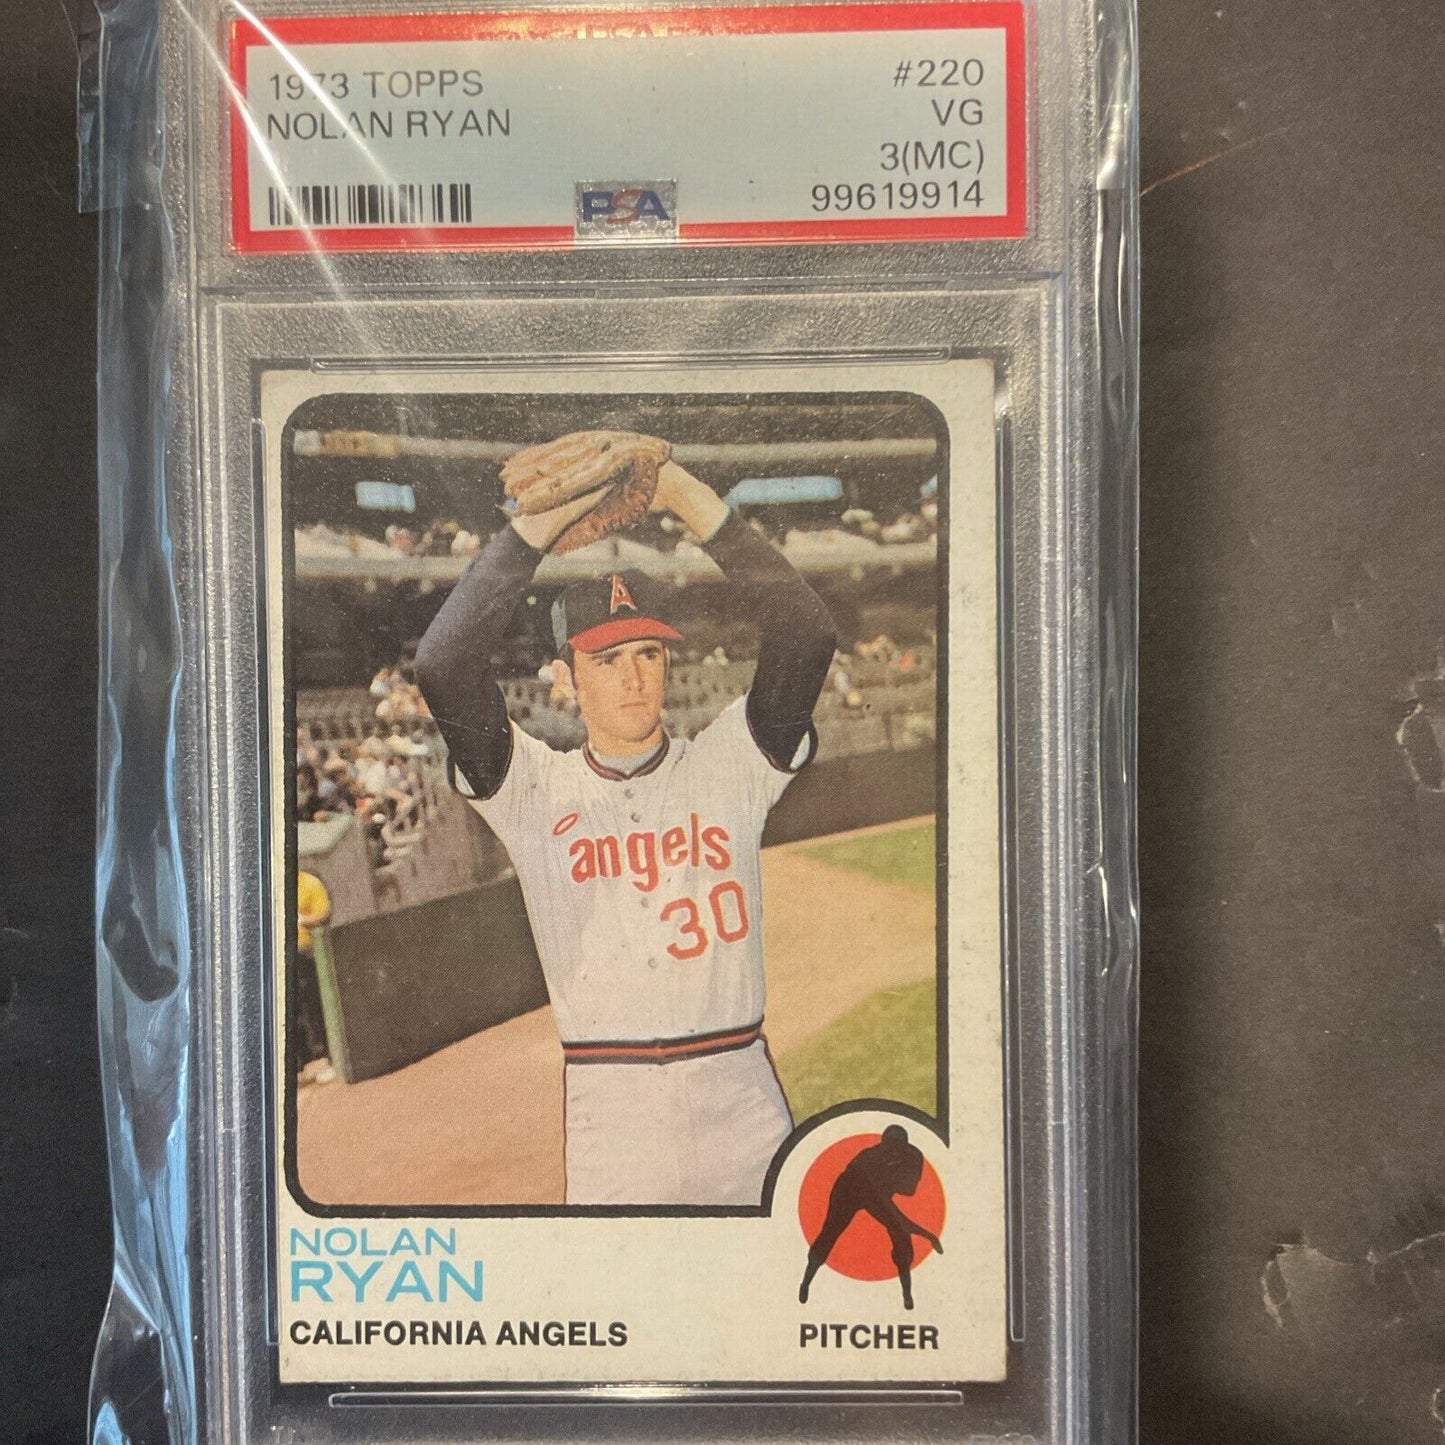 1973 TOPPS #220
NOLAN RYAN VG
3(MC)
PSA 99619914
A
angels
30
NOLAN
RYAN
CALIFORNIA ANGELS PITCHER